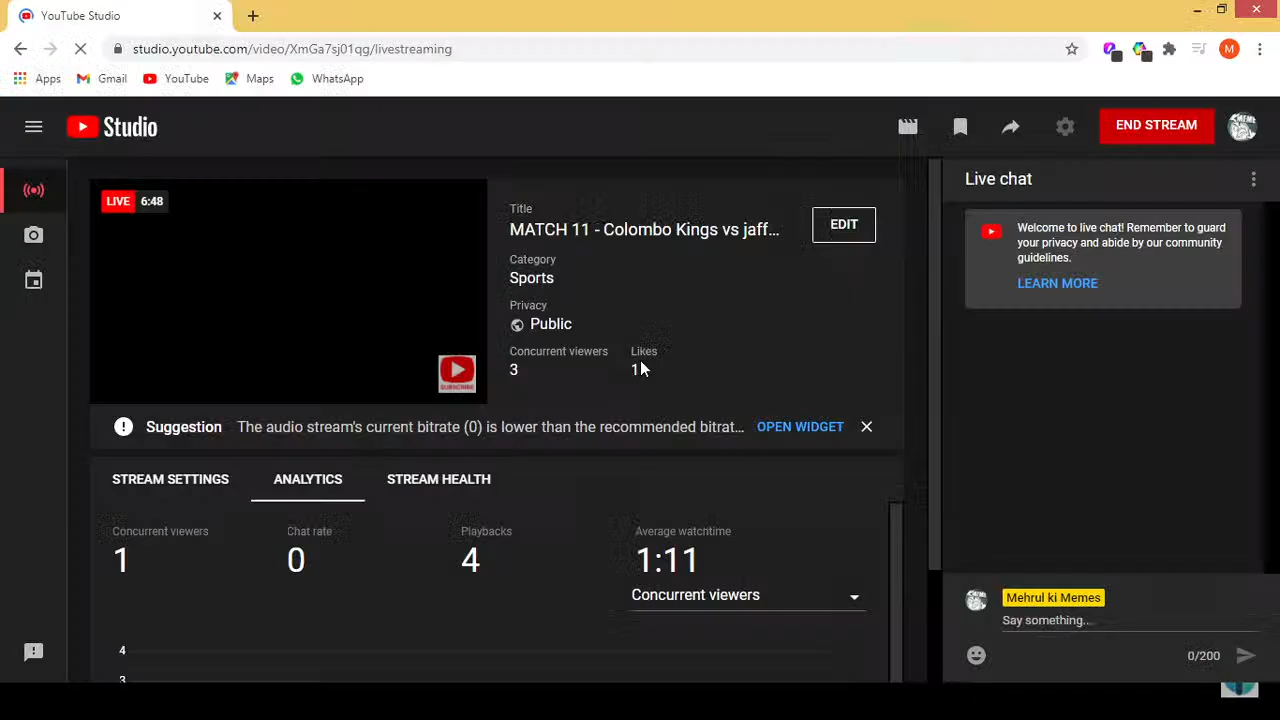 YouTube Studio
studio.youtube.com/video/XmGa7sj01qg/livestreaming
M
Apps
Gmail
YouTube
Maps
WhatsApp
Studio
END STREAM
LIVE 6:48
SUBSCRIBE
Title
MATCH 11 - Colombo Kings vs jaff...
EDIT
Category
Sports
Privacy
Public
Concurrent viewers
Likes
3
1
Suggestion
The audio stream's current bitrate (0) is lower than the recommended bitrat...
OPEN WIDGET
STREAM SETTINGS
ANALYTICS
STREAM HEALTH
Concurrent viewers
Chat rate
Playbacks
Average watchtime
1
0
4
1:11
Concurrent viewers
4
3
Live chat
Welcome to live chat! Remember to guard
your privacy and abide by our community
guidelines.
LEARN MORE
Mehrul ki Memes
Say something...
0/200